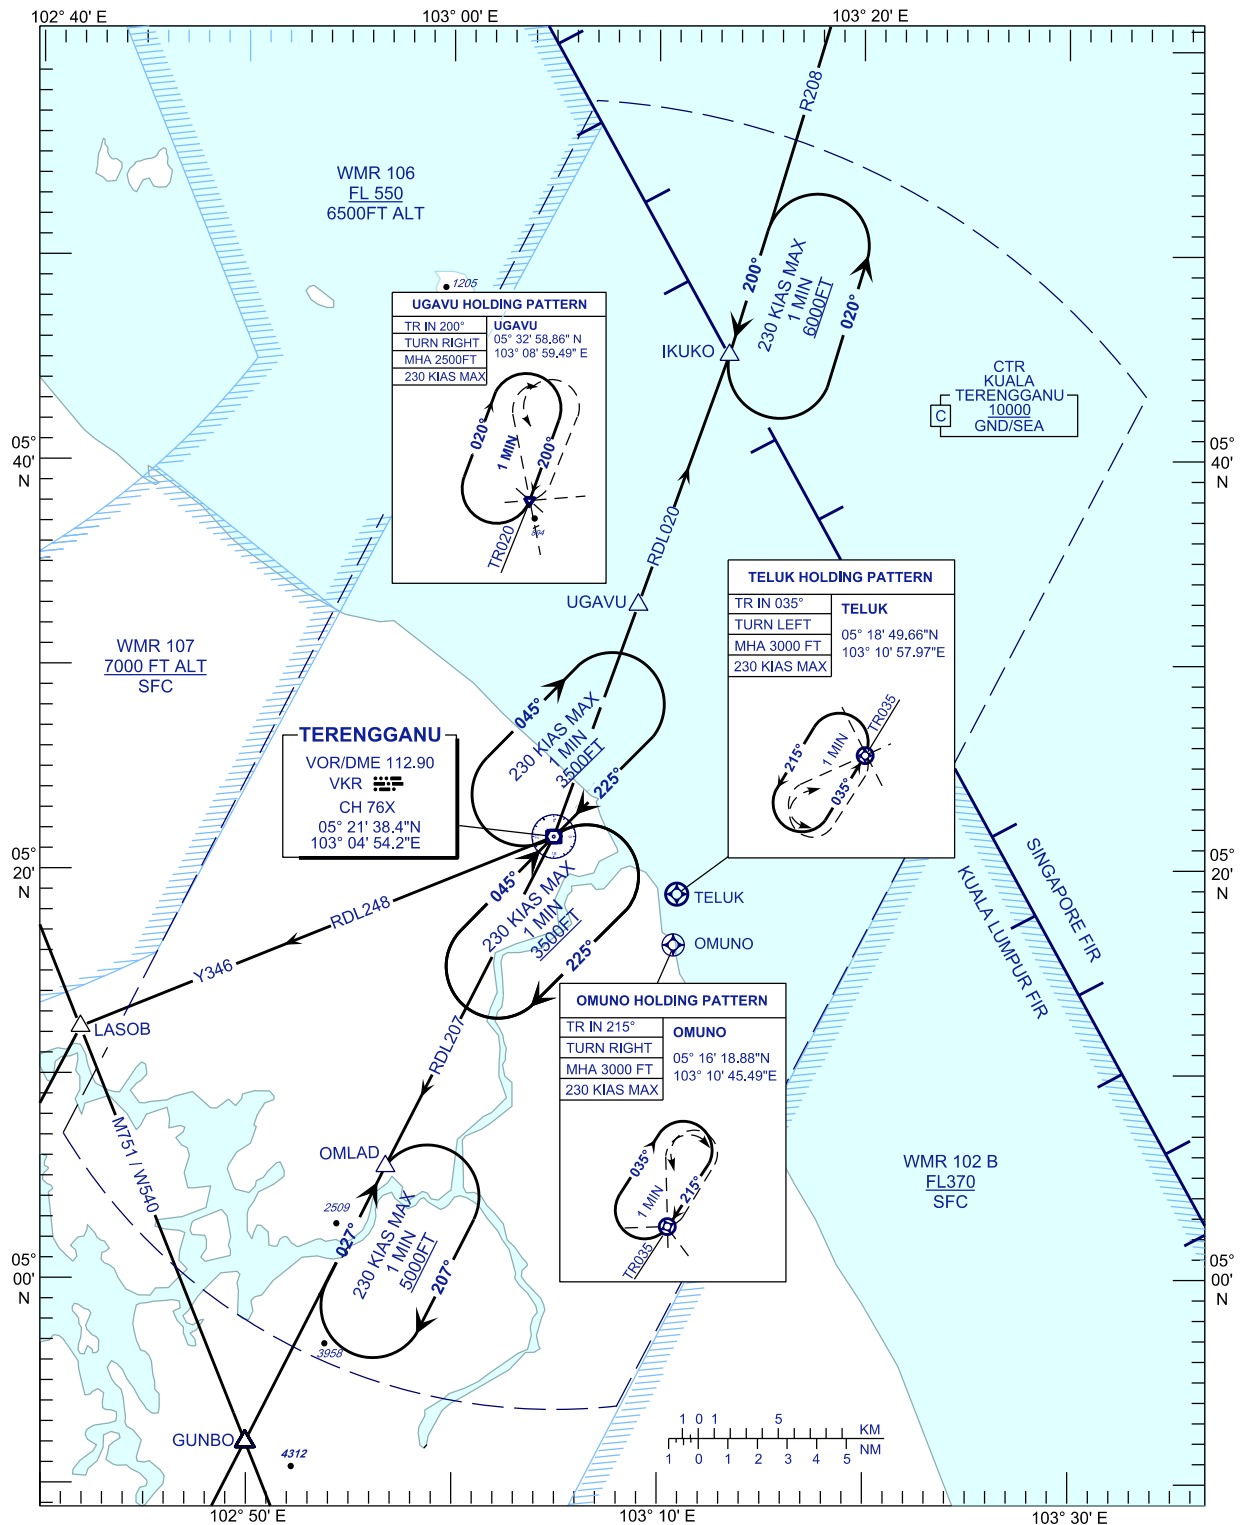 102° 40' E
103° 00' E
103° 20' E
R208
WMR 106
FL 550
6500FT ALT
1205
200°
230 KIAS MAX
1 MIN
6000FT
020°
IKUKO
UGAVU HOLDING PATTERN
TR IN 200°
TURN RIGHT
MHA 2500FT
230 KIAS MAX
UGAVU
05° 32' 58.86" N
103° 08' 59.49" E
020°
1 MIN
200°
TR020
CTR
KUALA
TERENGGANU
10000
GND/SEA
C
05°
40'
N
05°
40'
N
RDL020
UGAVU
TELUK HOLDING PATTERN
TR IN 035°
TURN LEFT
MHA 3000 FT
230 KIAS MAX
TELUK
05° 18' 49.66"N
103° 10' 57.97"E
TR035
1 MIN
215°
035°
WMR 107
7000 FT ALT
SFC
045°
230 KIAS MAX
1 MIN
3500FT
225°
TERENGGANU
VOR/DME 112.90
VKR
CH 76X
05° 21' 38.4"N
103° 04' 54.2"E
05°
20'
N
05°
20'
N
SINGAPORE FIR
KUALA LUMPUR FIR
045°
230 KIAS MAX
1 MIN
3500FT
225°
TELUK
OMUNO
RDL248
Y346
LASOB
RDL207
OMUNO HOLDING PATTERN
TR IN 215°
TURN RIGHT
MHA 3000 FT
230 KIAS MAX
OMUNO
05° 16' 18.88"N
103° 10' 45.49"E
035°
1 MIN
215°
TR035
M751 / W540
OMLAD
2509
027°
230 KIAS MAX
1 MIN
5000FT
207°
WMR 102 B
FL370
SFC
05°
00'
N
05°
00'
N
3958
GUNBO
4312
1 0 1 5 KM
1 0 1 2 3 4 5 NM
102° 50' E
103° 10' E
103° 30' E